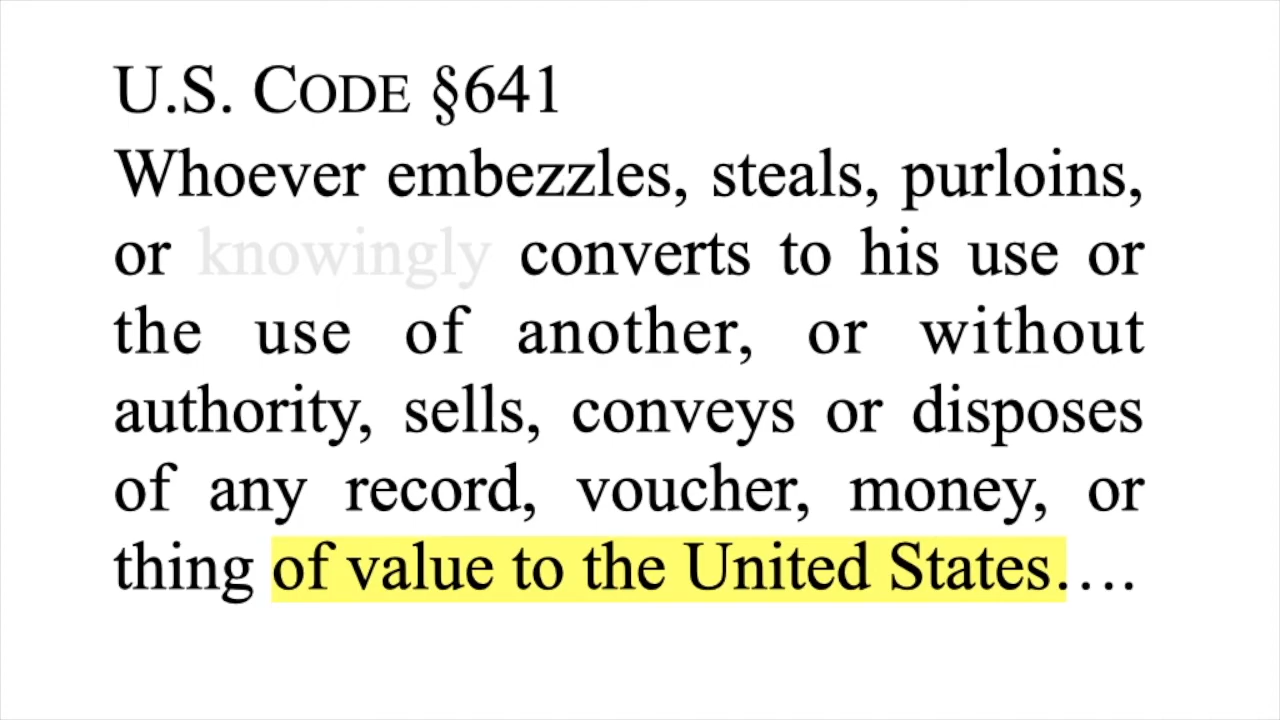 U.S. CODE §641
Whoever embezzles, steals, purloins,
or knowingly converts to his use or
the use of another, or without
authority, sells, conveys or disposes
of any record, voucher, money, or
thing of value to the United States....